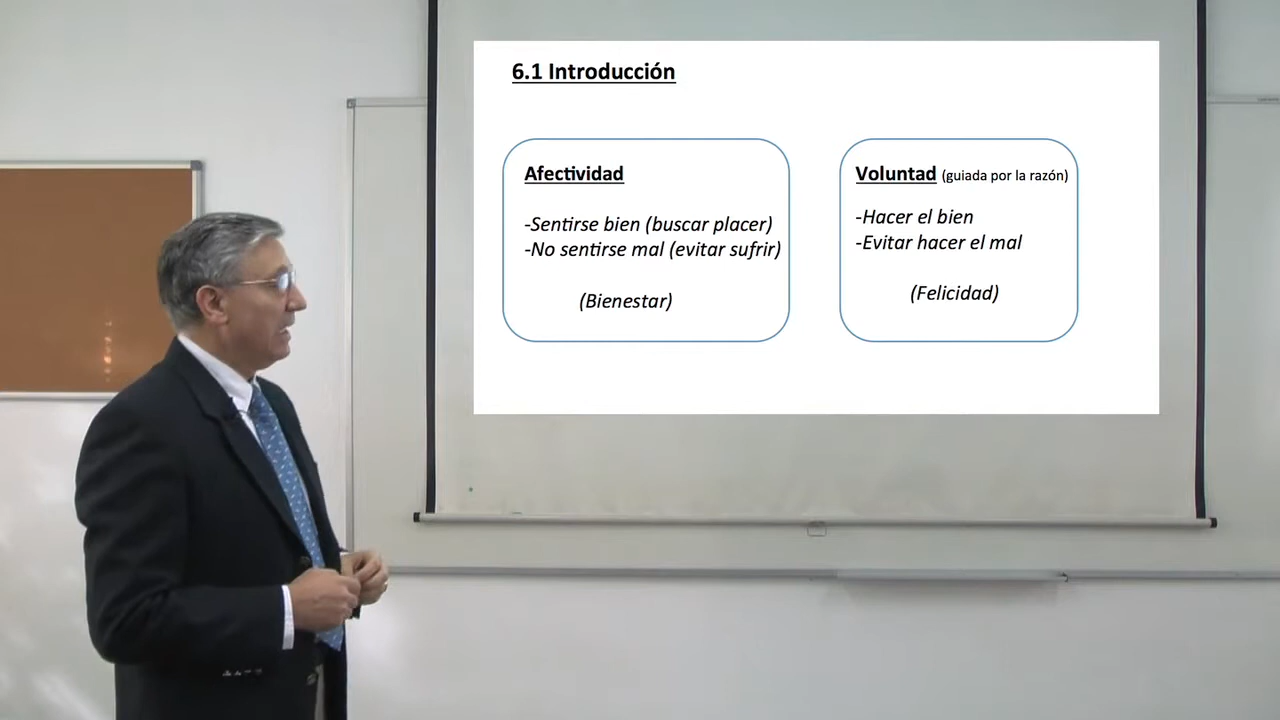 6.1 Introducción
Afectividad
-Sentirse bien (buscar placer)
-No sentirse mal (evitar sufrir)
(Bienestar)
Voluntad (guiada por la razón)
-Hacer el bien
-Evitar hacer el mal
(Felicidad)